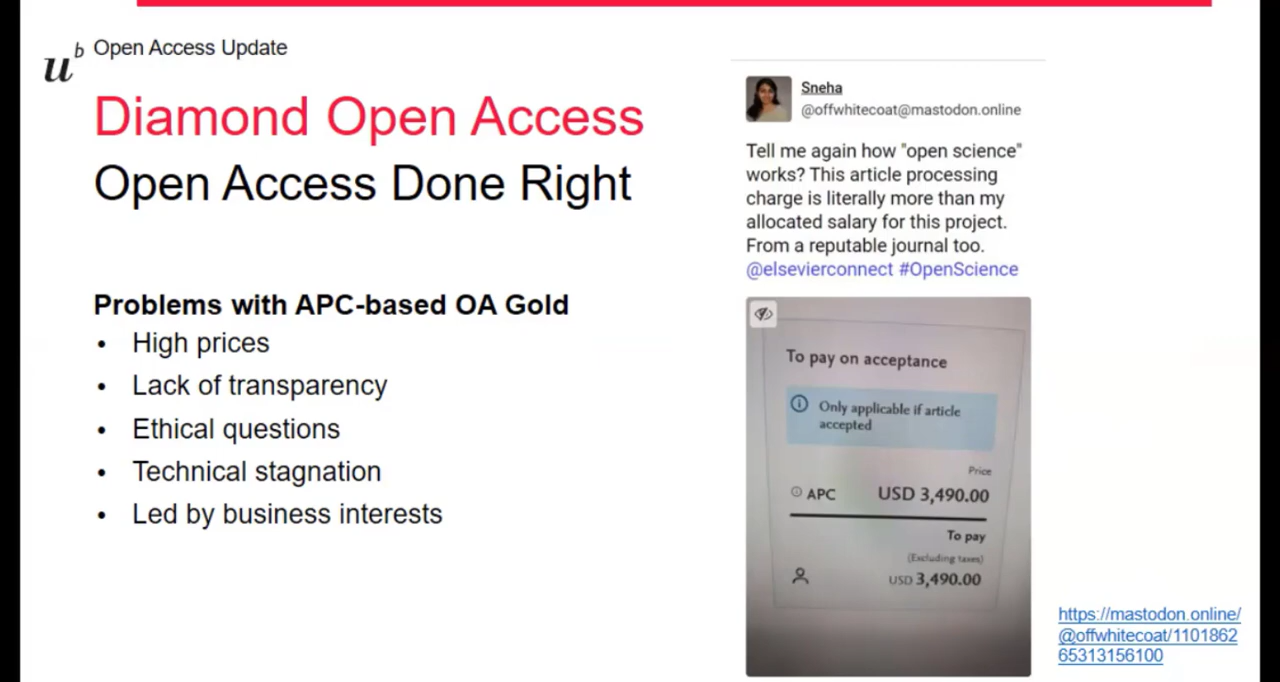 u b
Open Access Update
Diamond Open Access
Open Access Done Right
Problems with APC-based OA Gold
• High prices
• Lack of transparency
• Ethical questions
• Technical stagnation
• Led by business interests
Sneha
@offwhitecoat@mastodon.online
Tell me again how "open science"
works? This article processing
charge is literally more than my
allocated salary for this project.
From a reputable journal too.
@elsevierconnect #OpenScience
To pay on acceptance
Only applicable if article
accepted
Price
APC USD 3,490.00
To pay
(Excluding taxes)
USD 3,490.00
https://mastodon.online/
@offwhitecoat/1101862
65313156100